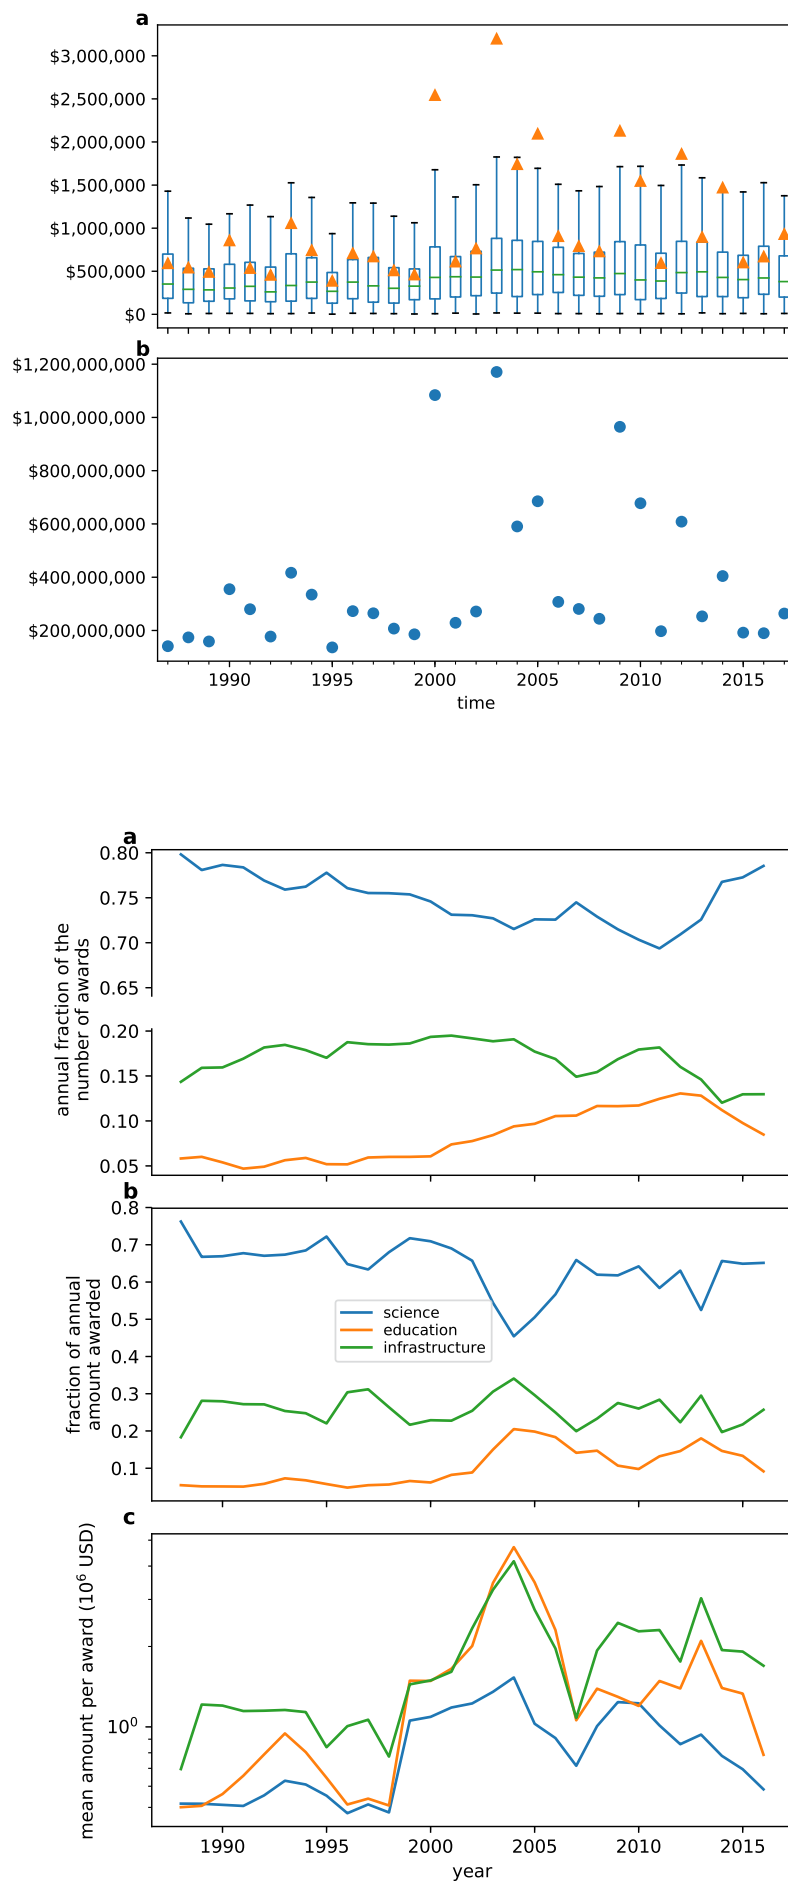 a
$3,000,000
$2,500,000
$2,000,000
$1,500,000
$1,000,000
$500,000
$0
b
$1,200,000,000
$1,000,000,000
$800,000,000
$600,000,000
$400,000,000
$200,000,000
1990 1995 2000 2005 2010 2015
time
a
0.80
0.75
0.70
0.65
0.20
0.15
0.10
0.05
annual fraction of the
number of awards
b
0.8
0.7
0.6
0.5
0.4
0.3
0.2
0.1
fraction of annual
amount awarded
science
education
infrastructure
c
mean amount per award (10⁶ USD)
10⁰
1990 1995 2000 2005 2010 2015
year